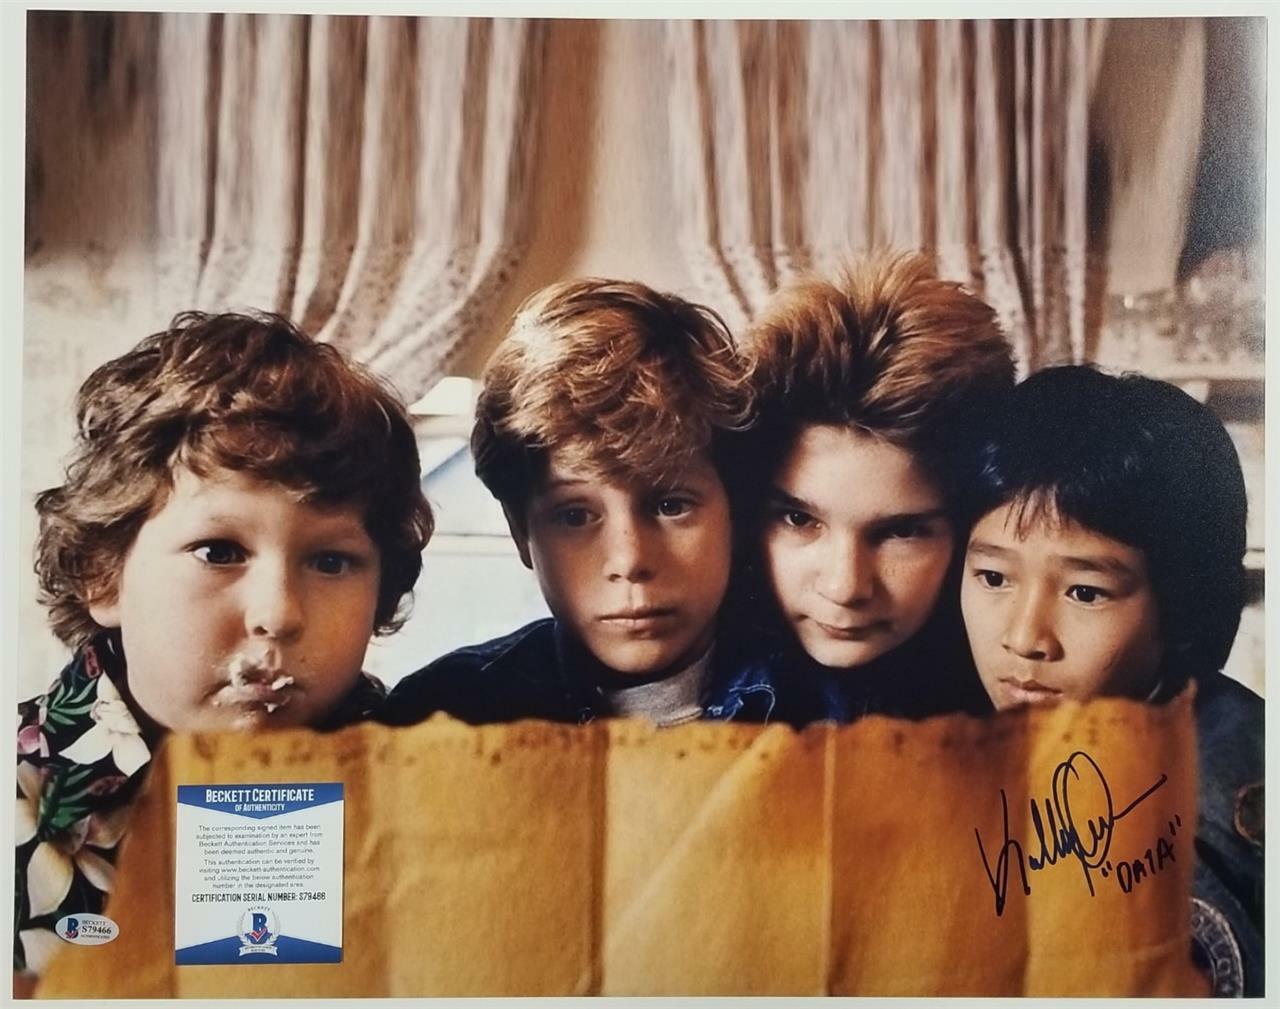 BECKETT CERTIFICATE
OF AUTHENTICITY
The corresponding signed item has been
subjected to examination by an expert from
Beckett Authentication Services and has
been deemed authentic and genuine.
This authentication can be verified by
visiting www.beckett-authentication.com
and utilizing the below authentication
number in the designated area.
CERTIFICATION SERIAL NUMBER: S79466
BECKETT
B
BECKETT
S79466
"DATA"